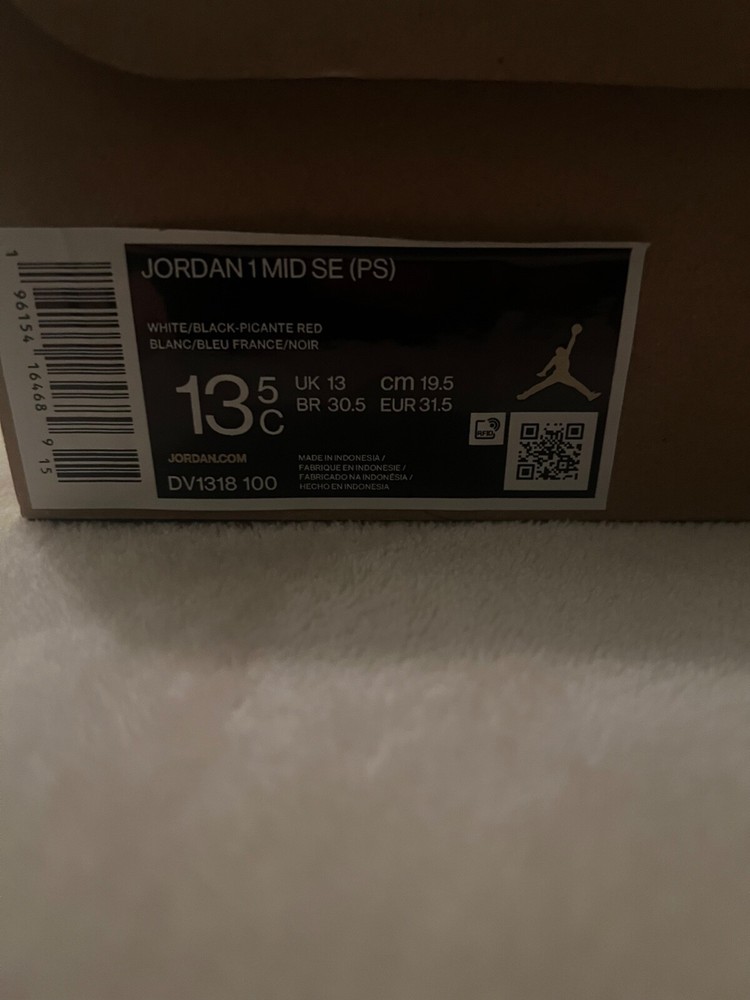 JORDAN 1 MID SE (PS)
WHITE/BLACK-PICANTE RED
BLANC/BLEU FRANCE/NOIR
13 5 C
UK 13 cm 19.5
BR 30.5 EUR 31.5
RFID
JORDAN.COM
DV1318 100
MADE IN INDONESIA /
FABRIQUE EN INDONESIE /
FABRICADO NA INDONÉSIA /
HECHO EN INDONESIA
1 96154 16468 9 15